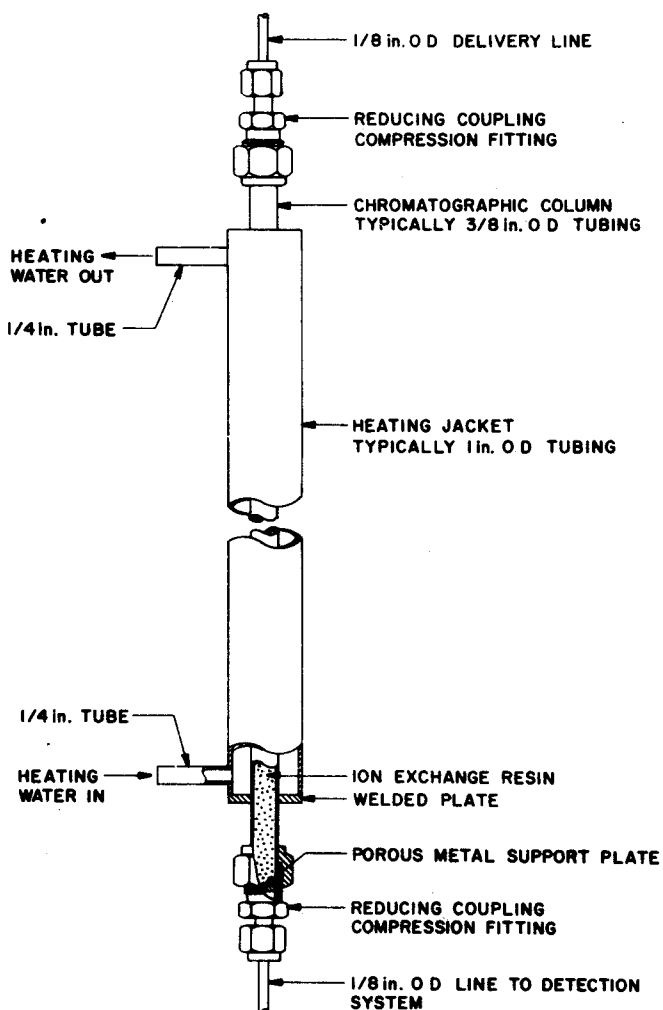 1/8 in. O D DELIVERY LINE
REDUCING COUPLING
COMPRESSION FITTING
CHROMATOGRAPHIC COLUMN
TYPICALLY 3/8 in. O D TUBING
HEATING
WATER OUT
1/4 in. TUBE
HEATING JACKET
TYPICALLY 1 in. O D TUBING
1/4 in. TUBE
HEATING
WATER IN
ION EXCHANGE RESIN
WELDED PLATE
POROUS METAL SUPPORT PLATE
REDUCING COUPLING
COMPRESSION FITTING
1/8 in. O D LINE TO DETECTION
SYSTEM